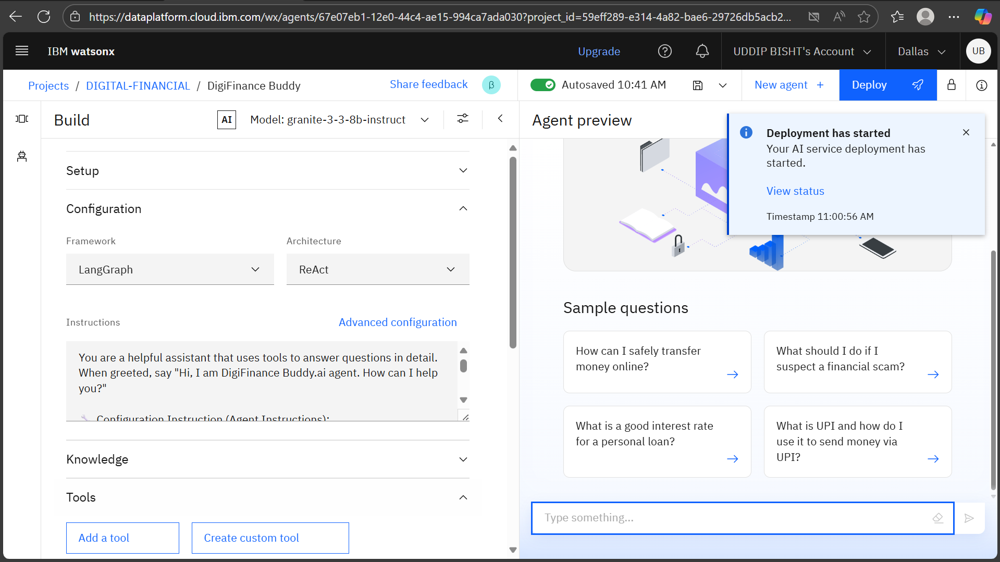 https://dataplatform.cloud.ibm.com/wx/agents/67e07eb1-12e0-44c4-ae15-994ca7ada030?project_id=59eff289-e314-4a82-bae6-29726db5acb2...
IBM watsonx
Upgrade
UDDIP BISHT's Account
Dallas
UB
Projects / DIGITAL-FINANCIAL / DigiFinance Buddy
Share feedback
β
Autosaved 10:41 AM
New agent +
Deploy
Build
AI
Model: granite-3-3-8b-instruct
Agent preview
Deployment has started
Your AI service deployment has
started.
View status
Timestamp 11:00:56 AM
Setup
Configuration
Framework
Architecture
LangGraph
ReAct
Instructions
Advanced configuration
You are a helpful assistant that uses tools to answer questions in detail.
When greeted, say "Hi, I am DigiFinance Buddy.ai agent. How can I help
you?"
🔧 Configuration Instruction (Agent Instructions):
Knowledge
Tools
Add a tool
Create custom tool
Sample questions
How can I safely transfer
money online?
What should I do if I
suspect a financial scam?
What is a good interest rate
for a personal loan?
What is UPI and how do I
use it to send money via
UPI?
Type something...